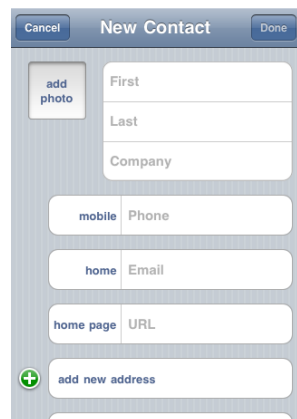 Cancel New Contact Done
add
photo
First
Last
Company
mobile Phone
home Email
home page URL
add new address